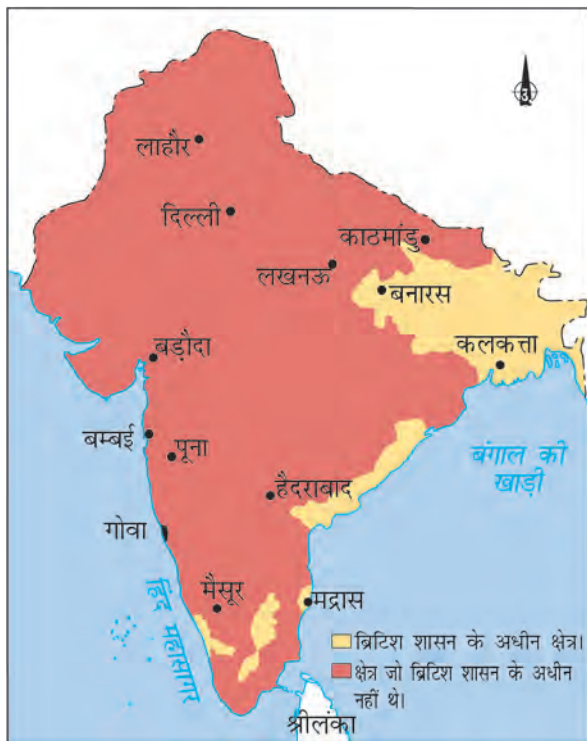 उ
लाहौर
दिल्ली
काठमांडु
लखनऊ
बनारस
कलकत्ता
बड़ौदा
बम्बई
पूना
बंगाल की
खाड़ी
हैदराबाद
गोवा
मैसूर
मद्रास
हिंद महासागर
ब्रिटिश शासन के अधीन क्षेत्र।
क्षेत्र जो ब्रिटिश शासन के अधीन
नहीं थे।
श्रीलंका